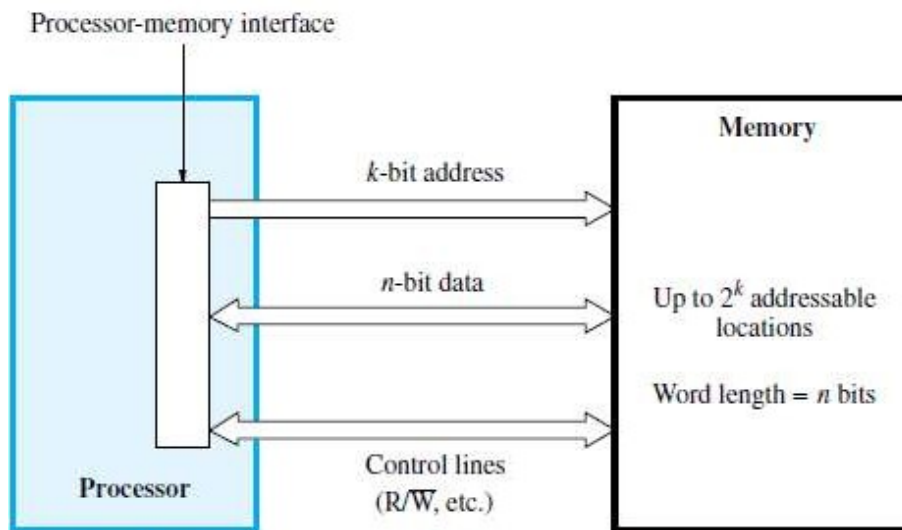 Processor-memory interface
Memory
k-bit address
n-bit data
Up to 2^k addressable
locations
Word length = n bits
Control lines
(R/W̅, etc.)
Processor